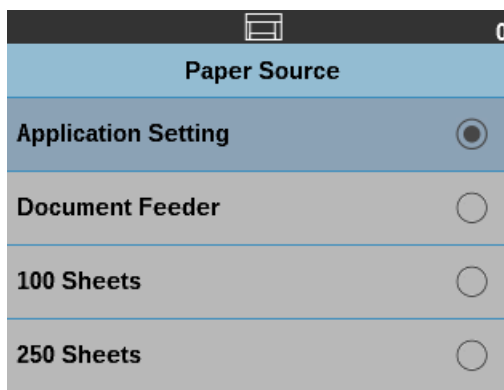 Paper Source
Application Setting
Document Feeder
100 Sheets
250 Sheets